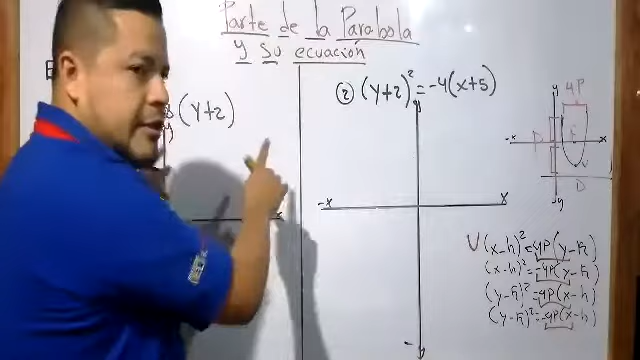 Parte de la Parabola
y su ecuación
8(y+2)
y
② (y+2)² = -4(x+5)
y
-x x
-y
4P
y
-x x
P
V
D
-y
V(x-h)² = 4P(y-k)
(x-h)² = -4P(y-k)
(y-k)² = 4P(x-h)
(y-k)² = -4P(x-h)